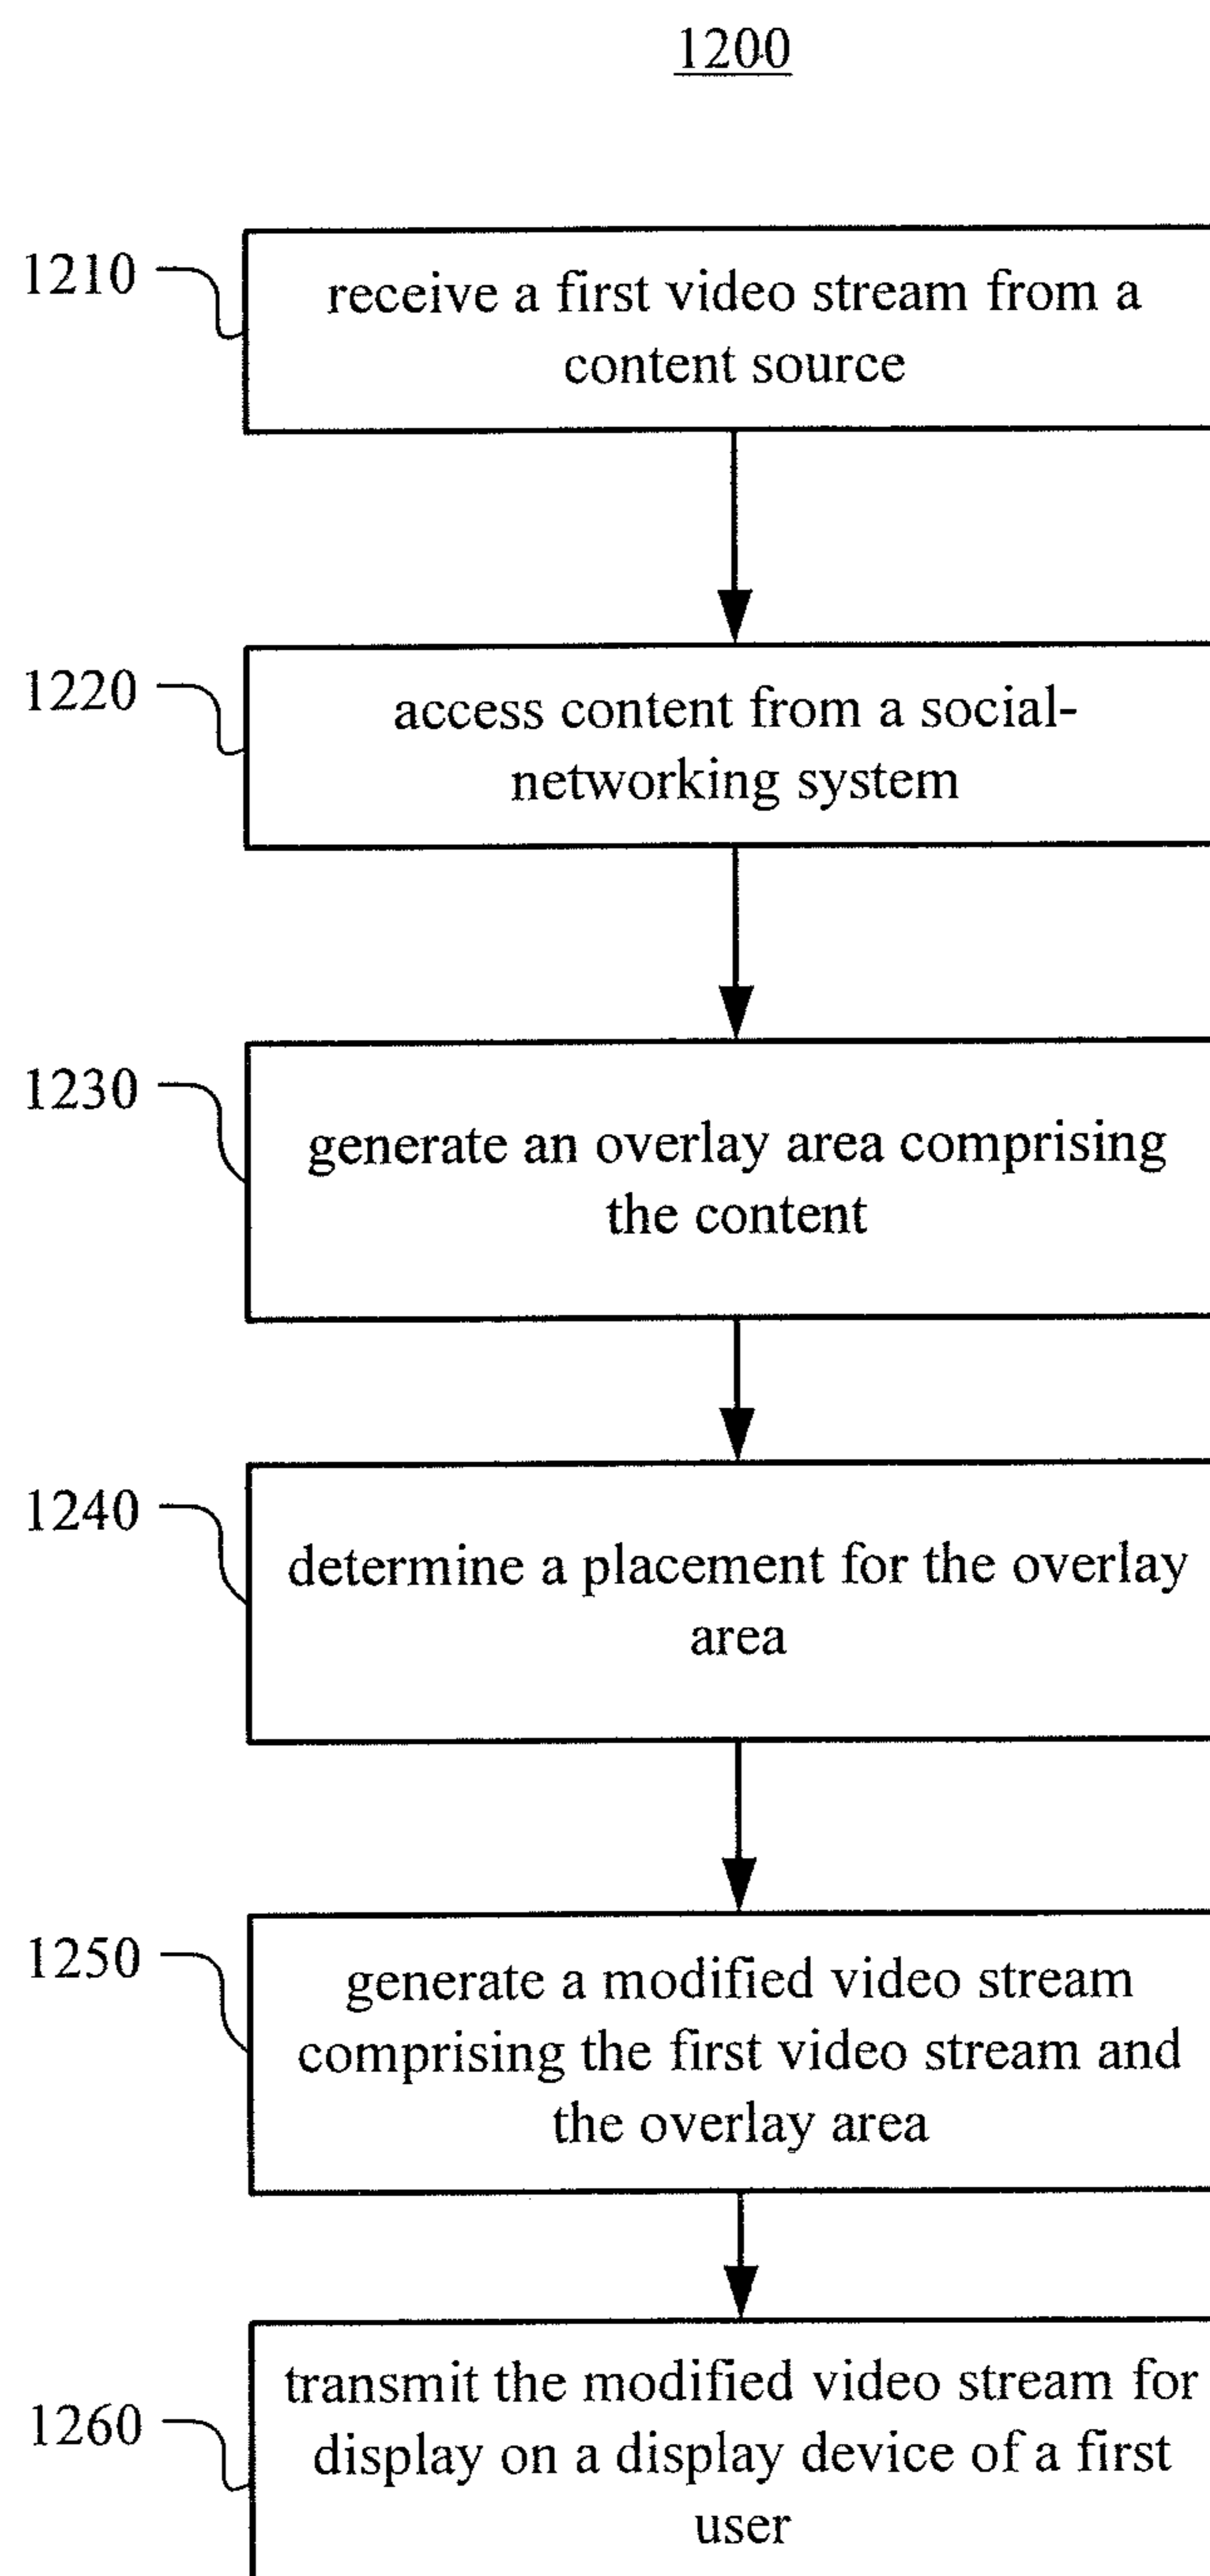 1200
1210
receive a first video stream from a
content source
1220
access content from a social-
networking system
1230
generate an overlay area comprising
the content
1240
determine a placement for the overlay
area
1250
generate a modified video stream
comprising the first video stream and
the overlay area
1260
transmit the modified video stream for
display on a display device of a first
user